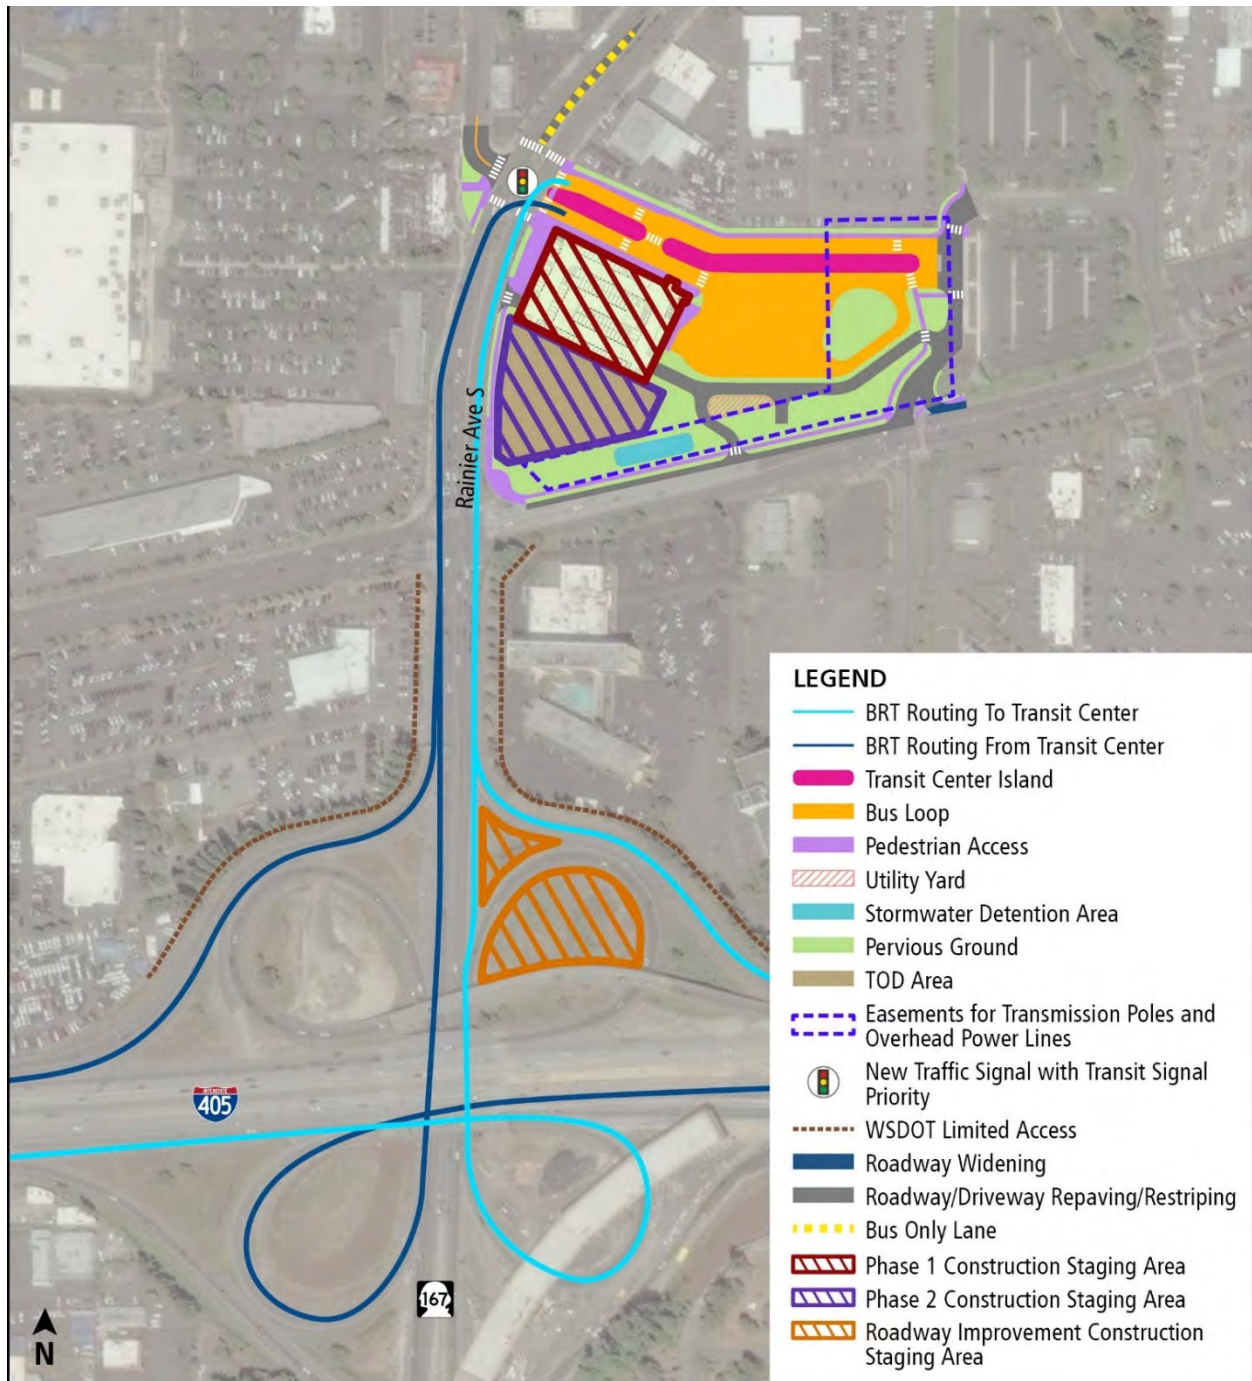 Rainier Ave S
LEGEND
BRT Routing To Transit Center
BRT Routing From Transit Center
Transit Center Island
Bus Loop
Pedestrian Access
Utility Yard
Stormwater Detention Area
Pervious Ground
TOD Area
Easements for Transmission Poles and
Overhead Power Lines
New Traffic Signal with Transit Signal
Priority
WSDOT Limited Access
Roadway Widening
Roadway/Driveway Repaving/Restriping
Bus Only Lane
Phase 1 Construction Staging Area
Phase 2 Construction Staging Area
Roadway Improvement Construction
Staging Area
405
167
N